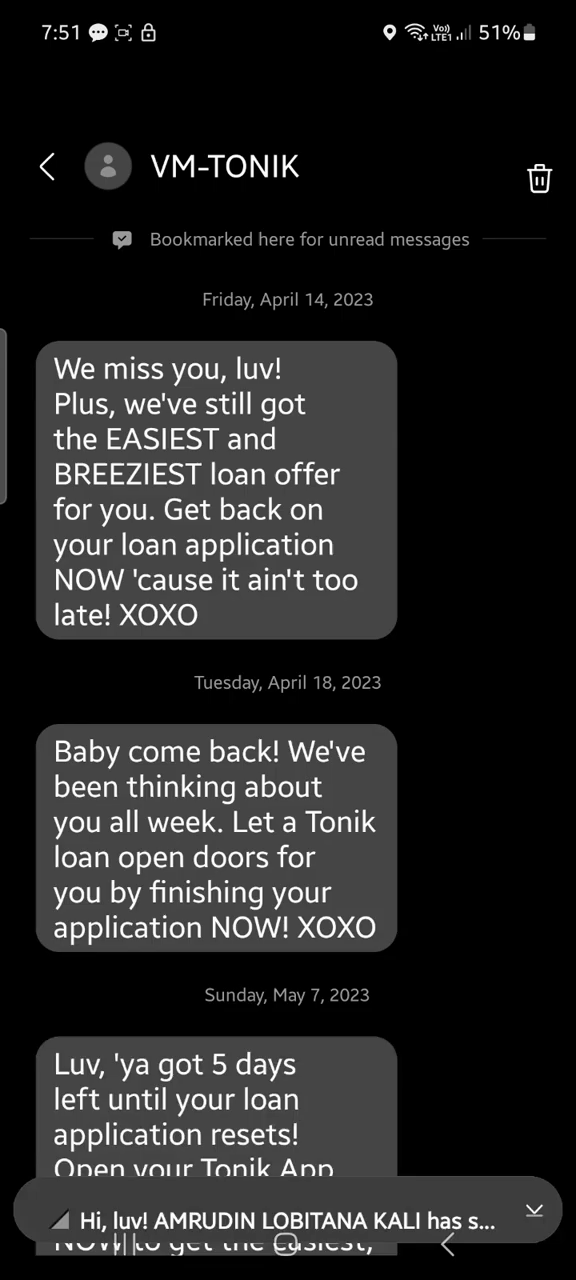 7:51 Vo)) LTE1 51%
VM-TONIK
Bookmarked here for unread messages
Friday, April 14, 2023
We miss you, luv!
Plus, we've still got
the EASIEST and
BREEZIEST loan offer
for you. Get back on
your loan application
NOW 'cause it ain't too
late! XOXO
Tuesday, April 18, 2023
Baby come back! We've
been thinking about
you all week. Let a Tonik
loan open doors for
you by finishing your
application NOW! XOXO
Sunday, May 7, 2023
Luv, 'ya got 5 days
left until your loan
application resets!
Open your Tonik App
Hi, luv! AMRUDIN LOBITANA KALI has s...
NOW to get the easiest,